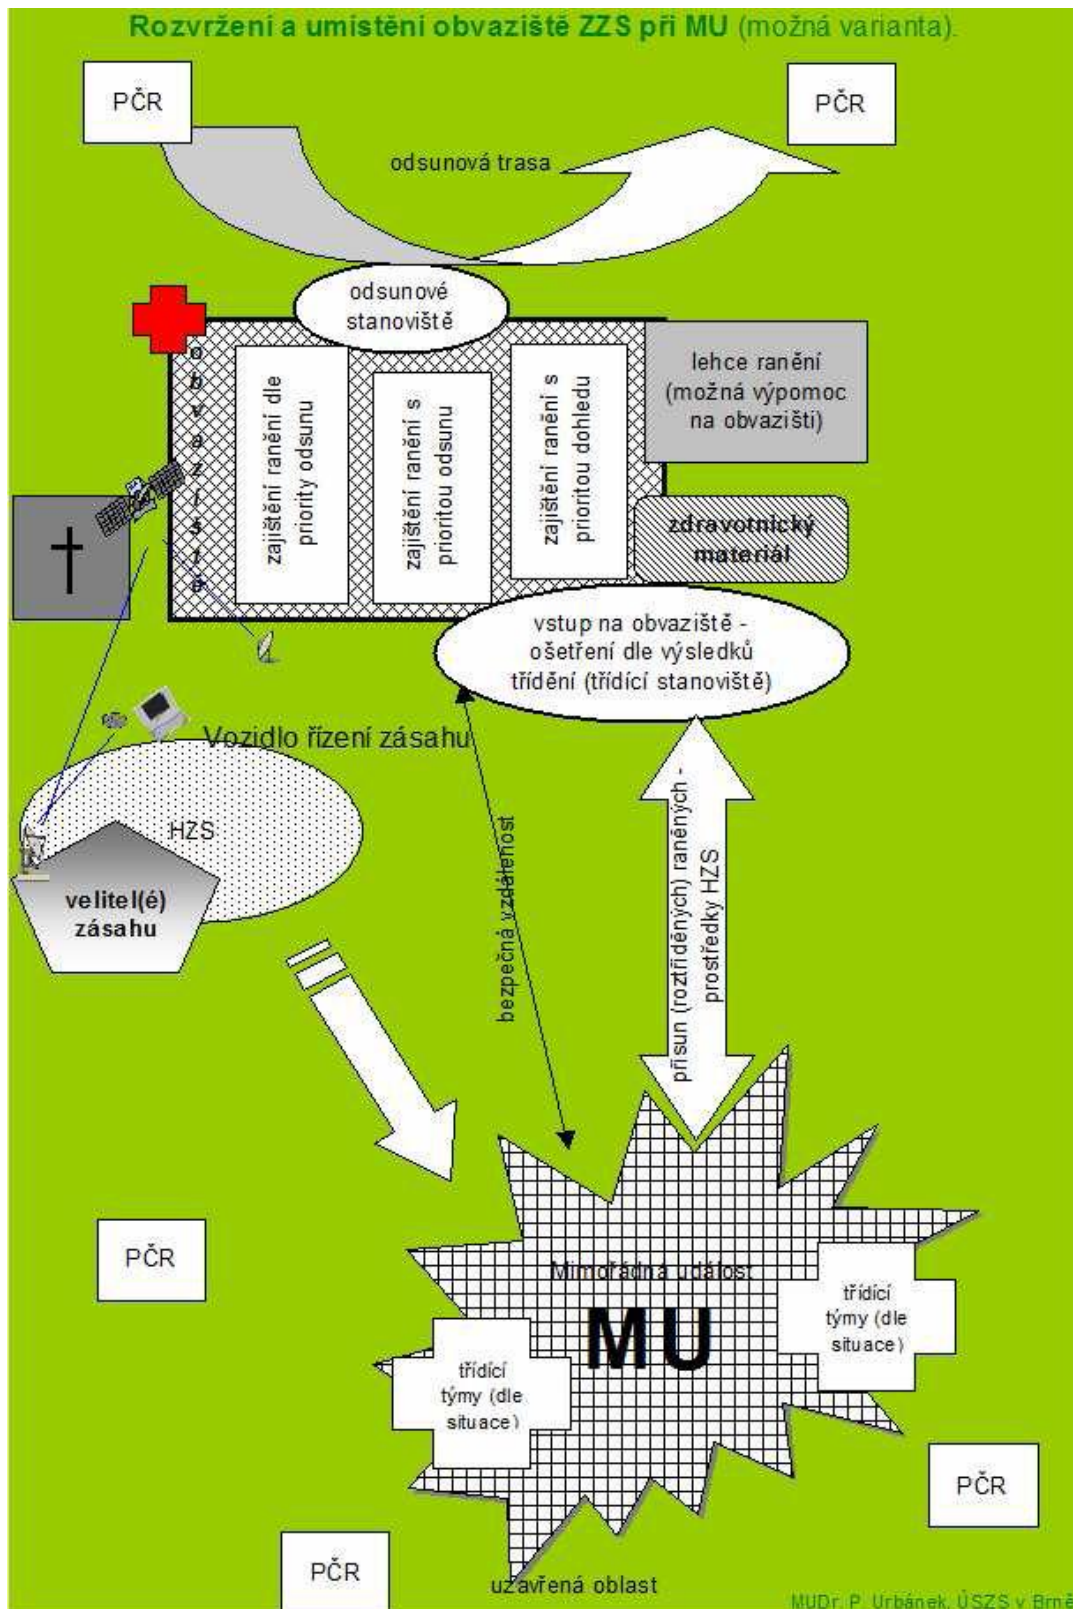 Rozvržení a umístění obvaziště ZZS při MU (možná varianta).
PČR
PČR
odsunová trasa
odsunové
stanoviště
obvaziště
zajištění ranění dle
priority odsunu
zajištění ranění s
prioritou odsunu
zajištění ranění s
prioritou dohledu
lehce ranění
(možná výpomoc
na obvazišti)
zdravotnický
materiál
vstup na obvaziště -
ošetření dle výsledků
třídění (třídící stanoviště)
Vozidlo řízení zásahu
HZS
velitel(é)
zásahu
bezpečná vzdálenost
přísun (roztříděných) raněných -
prostředky HZS
PČR
Mimořádná událost
MU
třídící
týmy (dle
situace)
třídící
týmy (dle
situace)
PČR
PČR
uzavřená oblast
MUDr. P. Urbánek, ÚSZS v Brně